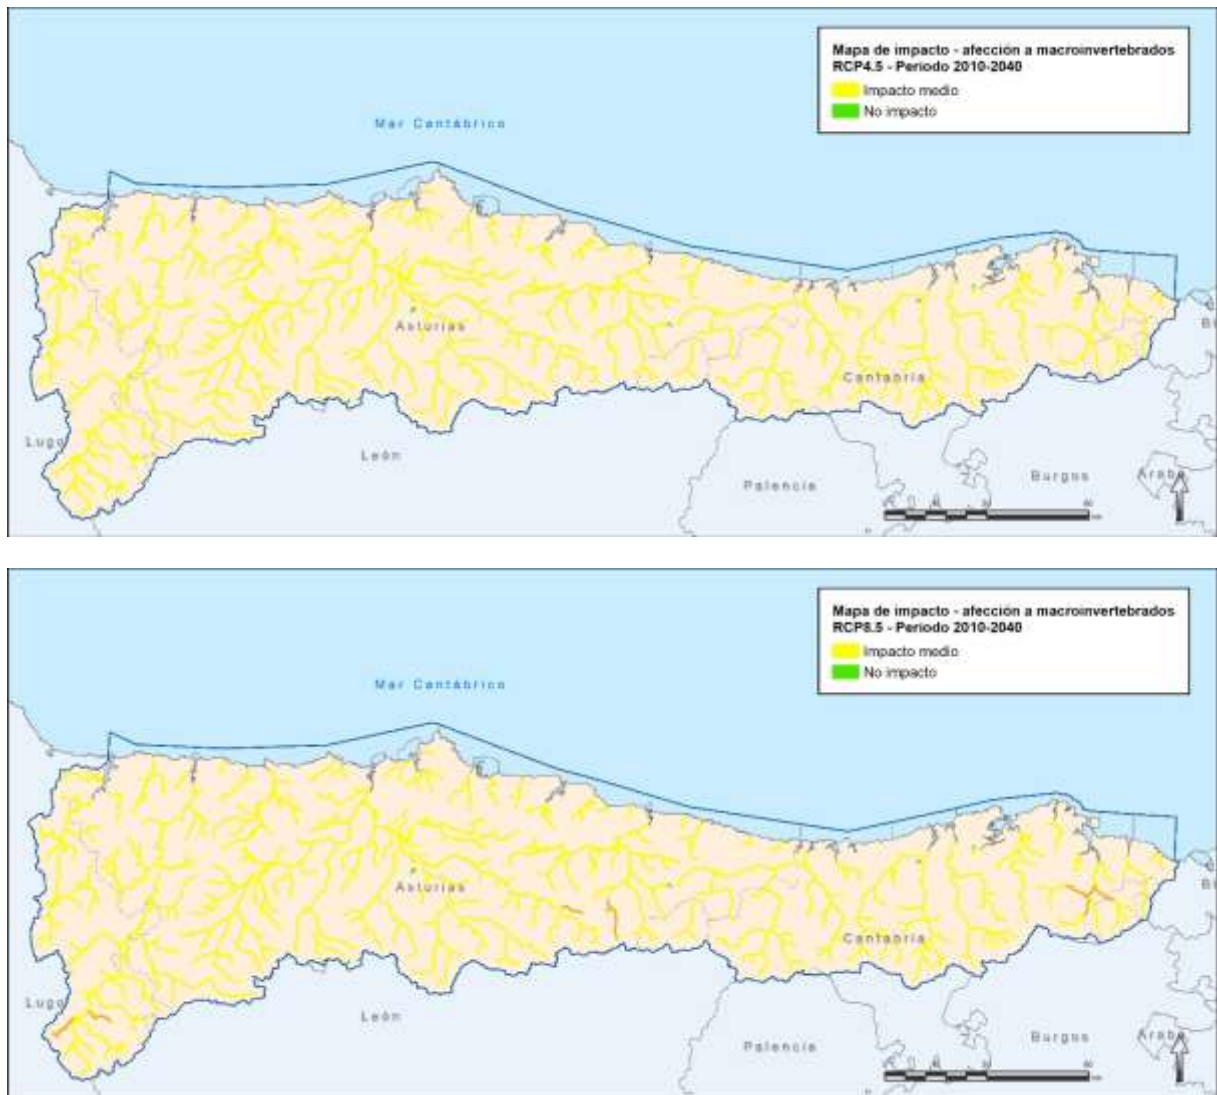 Mapa de impacto - afección a macroinvertebrados
RCP4.5 - Periodo 2010-2040
Impacto medio
No impacto
Mar Cantábrico
Asturias
Cantabria
Lugo
León
Palencia
Burgos
Araba
Mapa de impacto - afección a macroinvertebrados
RCP8.5 - Periodo 2010-2040
Impacto medio
No impacto
Mar Cantábrico
Asturias
Cantabria
Lugo
León
Palencia
Burgos
Araba